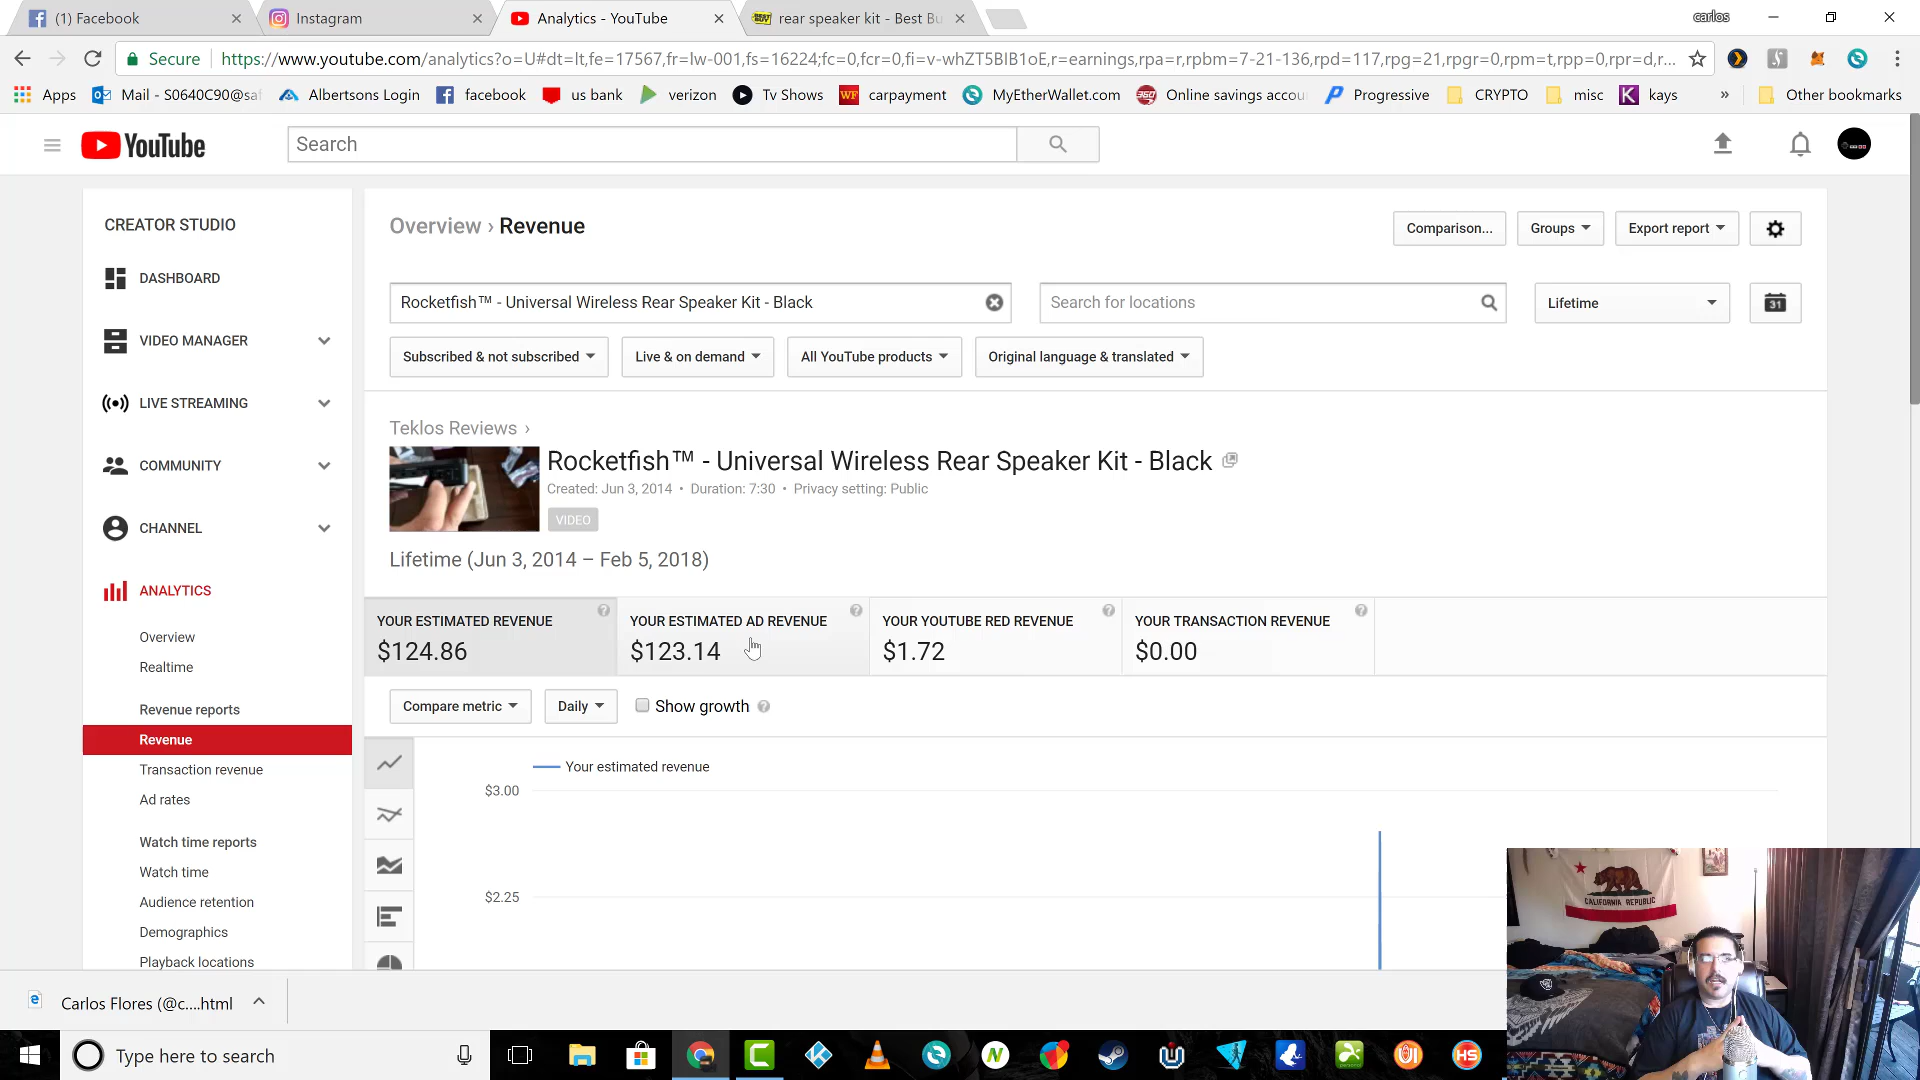 (1) Facebook
Instagram
Analytics - YouTube
rear speaker kit - Best Bu
carlos
Secure
https://www.youtube.com/analytics?o=U#dt=lt,fe=17567,fr=lw-001,fs=16224;fc=0,fcr=0,fi=v-whZT5BIB1oE,r=earnings,rpa=r,rpbm=7-21-136,rpd=117,rpg=21,rpgr=0,rpm=t,rpp=0,rpr=d,r...
Apps
Mail - S0640C90@saf
Albertsons Login
facebook
us bank
verizon
Tv Shows
WF carpayment
MyEtherWallet.com
360 Online savings accou
Progressive
CRYPTO
misc
K kays
»
Other bookmarks
YouTube
Search
CREATOR STUDIO
DASHBOARD
VIDEO MANAGER
LIVE STREAMING
COMMUNITY
CHANNEL
ANALYTICS
Overview
Realtime
Revenue reports
Revenue
Transaction revenue
Ad rates
Watch time reports
Watch time
Audience retention
Demographics
Playback locations
Overview › Revenue
Comparison...
Groups
Export report
Rocketfish™ - Universal Wireless Rear Speaker Kit - Black
Search for locations
Lifetime
31
Subscribed & not subscribed
Live & on demand
All YouTube products
Original language & translated
Teklos Reviews ›
Rocketfish™ - Universal Wireless Rear Speaker Kit - Black
Created: Jun 3, 2014 • Duration: 7:30 • Privacy setting: Public
VIDEO
Lifetime (Jun 3, 2014 – Feb 5, 2018)
YOUR ESTIMATED REVENUE
?
$124.86
YOUR ESTIMATED AD REVENUE
?
$123.14
YOUR YOUTUBE RED REVENUE
?
$1.72
YOUR TRANSACTION REVENUE
?
$0.00
Compare metric
Daily
Show growth ?
Your estimated revenue
$3.00
$2.25
CALIFORNIA REPUBLIC
Carlos Flores (@c....html
Type here to search
HS